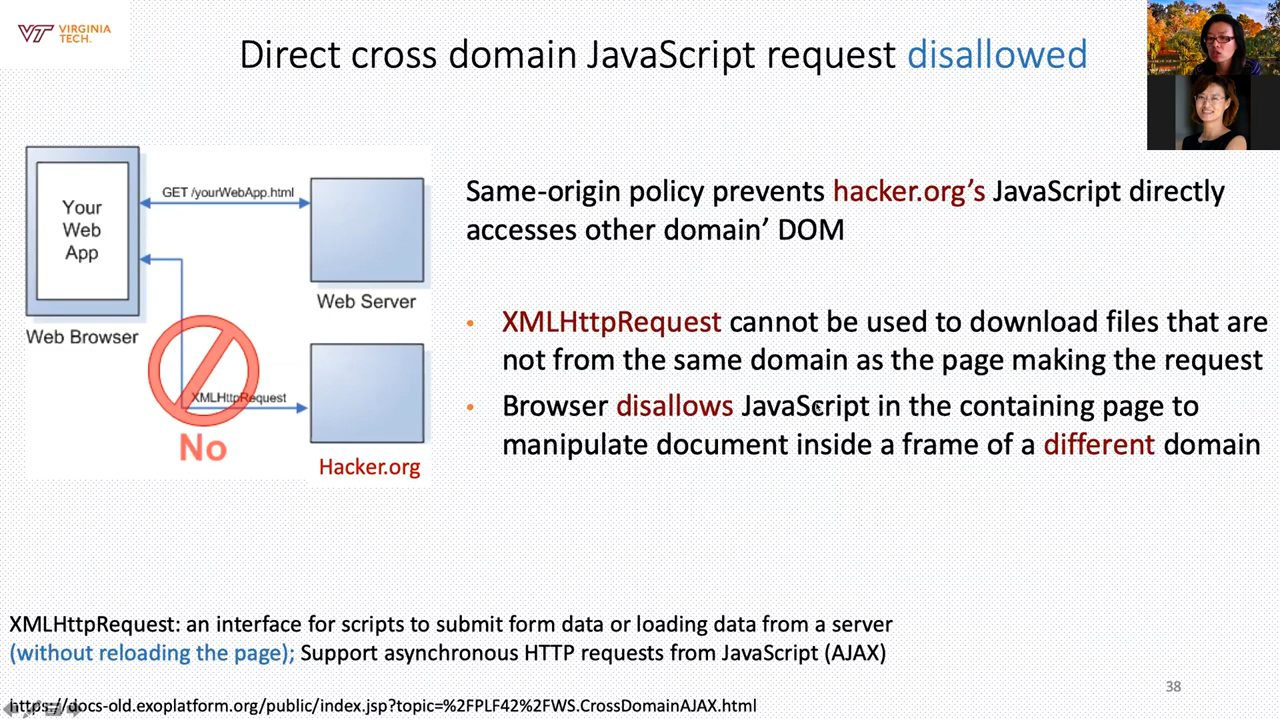 VT VIRGINIA
TECH.
Direct cross domain JavaScript request disallowed
GET /yourWebApp.html
Your
Web
App
Web Server
Web Browser
XMLHttpRequest
No
Hacker.org
Same-origin policy prevents hacker.org’s JavaScript directly
accesses other domain’ DOM
• XMLHttpRequest cannot be used to download files that are
not from the same domain as the page making the request
• Browser disallows JavaScript in the containing page to
manipulate document inside a frame of a different domain
XMLHttpRequest: an interface for scripts to submit form data or loading data from a server
(without reloading the page); Support asynchronous HTTP requests from JavaScript (AJAX)
38
https://docs-old.exoplatform.org/public/index.jsp?topic=%2FPLF42%2FWS.CrossDomainAJAX.html